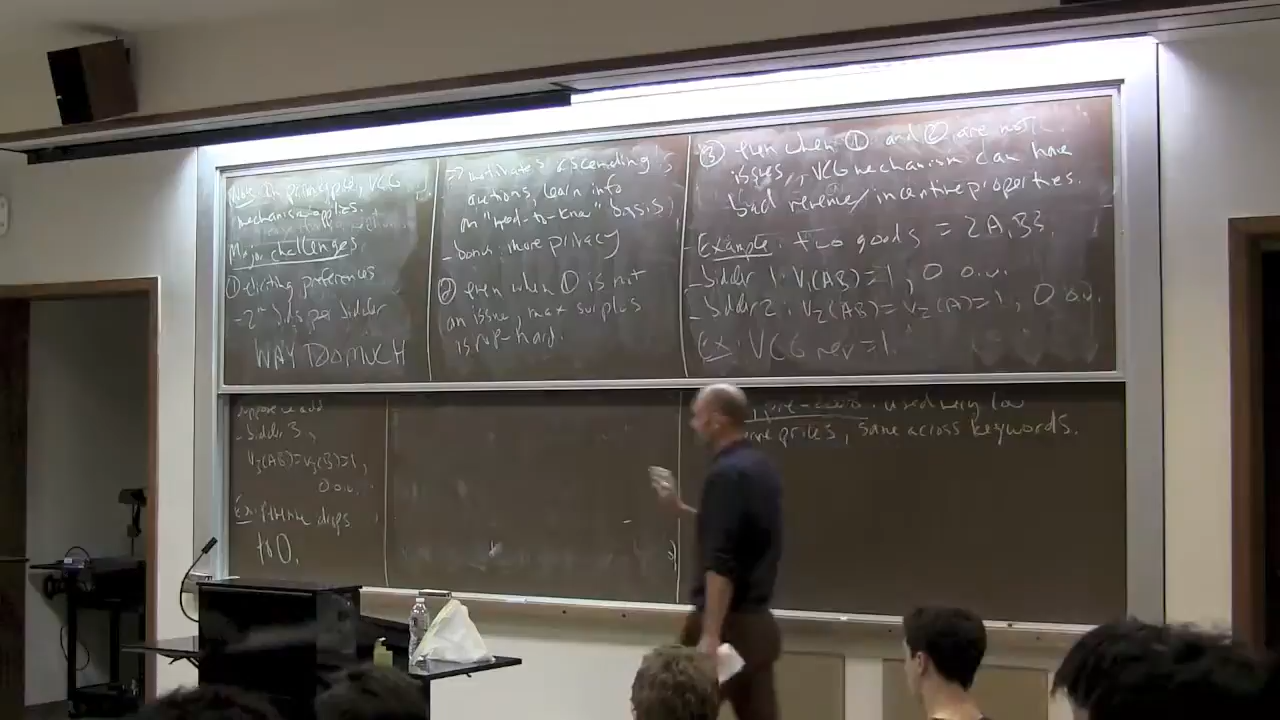 Note: in principle, VCG
mechanism applies.
Major challenges
① eliciting preferences
- 2^m bids per bidder
WAY TOO MUCH
=> motivates ascending
auctions, learn info
on "need-to-know" basis
- bonus: more privacy
② even when ① is not
an issue, max surplus
is NP-hard.
③ even when ① and ② are not
issues, VCG mechanism can have
bad revenue/incentive properties.
- Example: two goods = {A,B}.
- bidder 1: V₁(AB)=1, 0 o.w.
- bidder 2: V₂(AB)=V₂(A)=1, 0 o.w.
Ex: VCG rev=1.
suppose we add
- bidder 3,
V₃(AB)=V₃(B)=1,
0 o.w.
Ex: revenue drops
to 0.
used very low
prices, same across keywords.